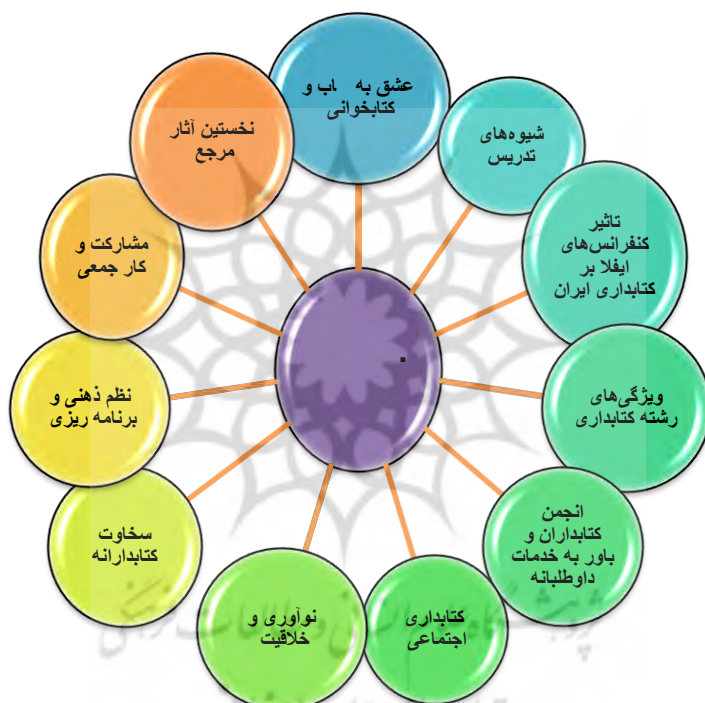 عشق به اب و
کتابخوانی
شیوه‌های
تدریس
تاثیر
کنفرانس‌های
ایفلا بر
کتابداری ایران
ویژگی‌های
رشته کتابداری
انجمن
کتابداران و
باور به خدمات
داوطلبانه
کتابداری
اجتماعی
نوآوری و
خلاقیت
سخاوت
کتابدارانه
نظم ذهنی و
برنامه ریزی
مشارکت و
کار جمعی
نخستین آثار
مرجع